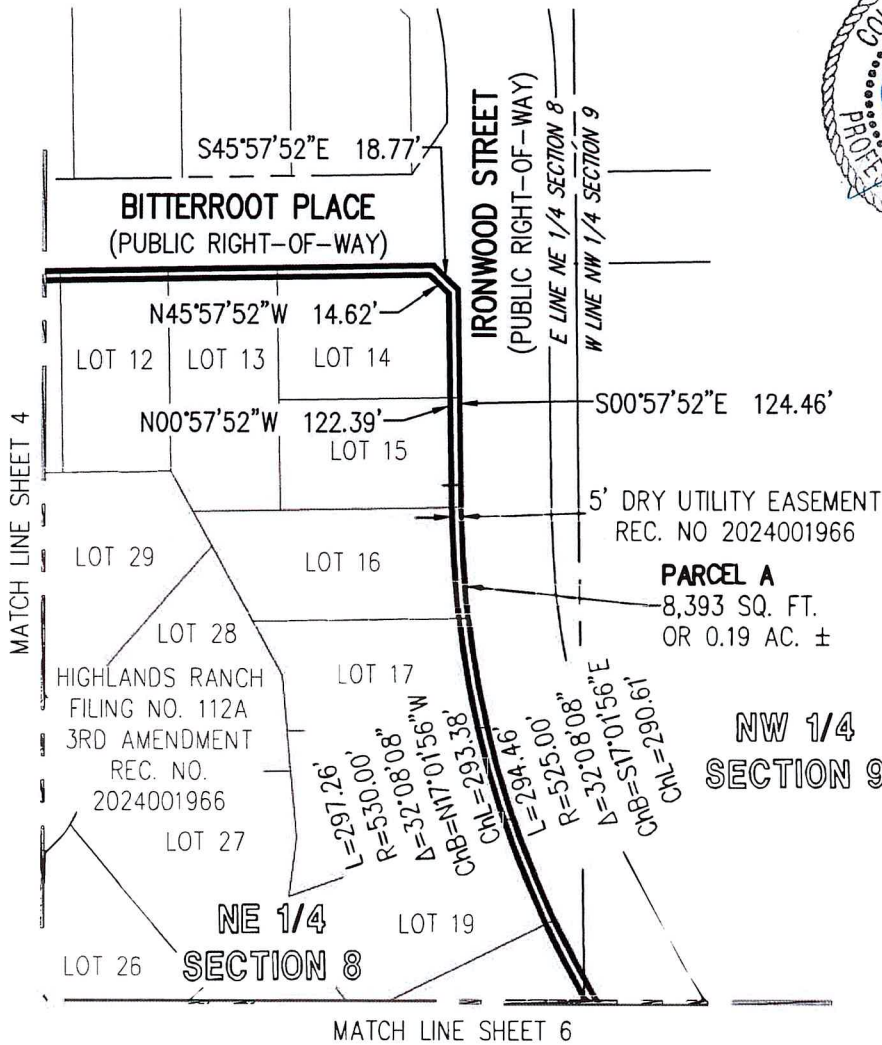 S45°57'52"E 18.77'
BITTERROOT PLACE
(PUBLIC RIGHT-OF-WAY)
IRONWOOD STREET
(PUBLIC RIGHT-OF-WAY)
E LINE NE 1/4 SECTION 8
W LINE NW 1/4 SECTION 9
N45°57'52"W 14.62'
LOT 12
LOT 13
LOT 14
N00°57'52"W 122.39'
S00°57'52"E 124.46'
LOT 15
MATCH LINE SHEET 4
5' DRY UTILITY EASEMENT
REC. NO 2024001966
LOT 29
LOT 16
PARCEL A
8,393 SQ. FT.
OR 0.19 AC. ±
LOT 28
LOT 17
HIGHLANDS RANCH
FILING NO. 112A
3RD AMENDMENT
REC. NO.
2024001966
L=297.26'
R=530.00'
Δ=32°08'08"
ChB=N17°01'56"W
ChL=293.38'
L=294.46'
R=525.00'
Δ=32°08'08"
ChB=S17°01'56"E
ChL=290.61'
NW 1/4
SECTION 9
LOT 27
NE 1/4
SECTION 8
LOT 19
LOT 26
MATCH LINE SHEET 6